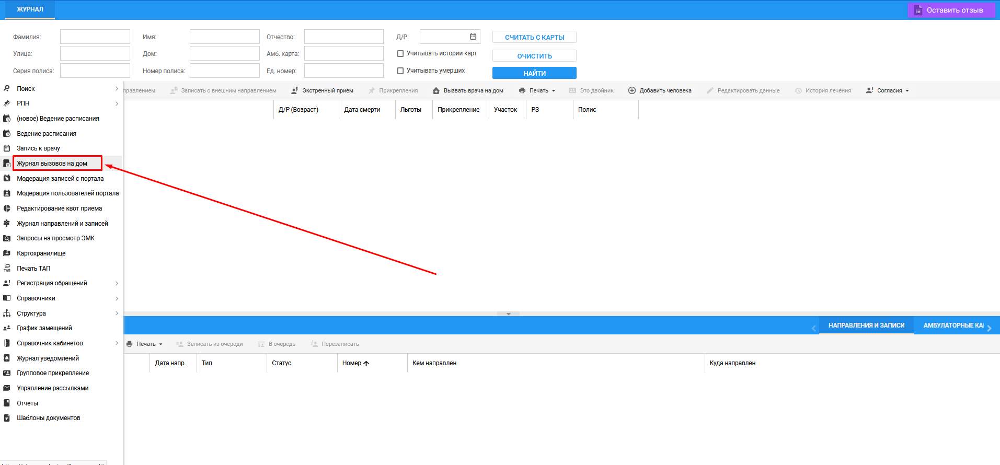 ЖУРНАЛ
Оставить отзыв
Фамилия: Имя: Отчество: Д/Р: СЧИТАТЬ С КАРТЫ
Улица: Дом: Амб. карта: Учитывать истории карт ОЧИСТИТЬ
Серия полиса: Номер полиса: Ед. номер: Учитывать умерших НАЙТИ
правлением Записать с внешним направлением Экстренный прием Прикрепления Вызвать врача на дом Печать Это двойник Добавить человека Редактировать данные История лечения Согласия
Д/Р (Возраст) Дата смерти Льготы Прикрепление Участок РЗ Полис
Поиск
РПН
(новое) Ведение расписания
Ведение расписания
Запись к врачу
Журнал вызовов на дом
Модерация записей с портала
Модерация пользователей портала
Редактирование квот приема
Журнал направлений и записей
Запросы на просмотр ЭМК
Картохранилище
Печать ТАП
Регистрация обращений
Справочники
Структура
График замещений
Справочник кабинетов
Журнал уведомлений
Групповое прикрепление
Управление рассылками
Отчеты
Шаблоны документов
НАПРАВЛЕНИЯ И ЗАПИСИ АМБУЛАТОРНЫЕ КА
Печать Записать из очереди В очередь Перезаписать
Дата напр. Тип Статус Номер Кем направлен Куда направлен